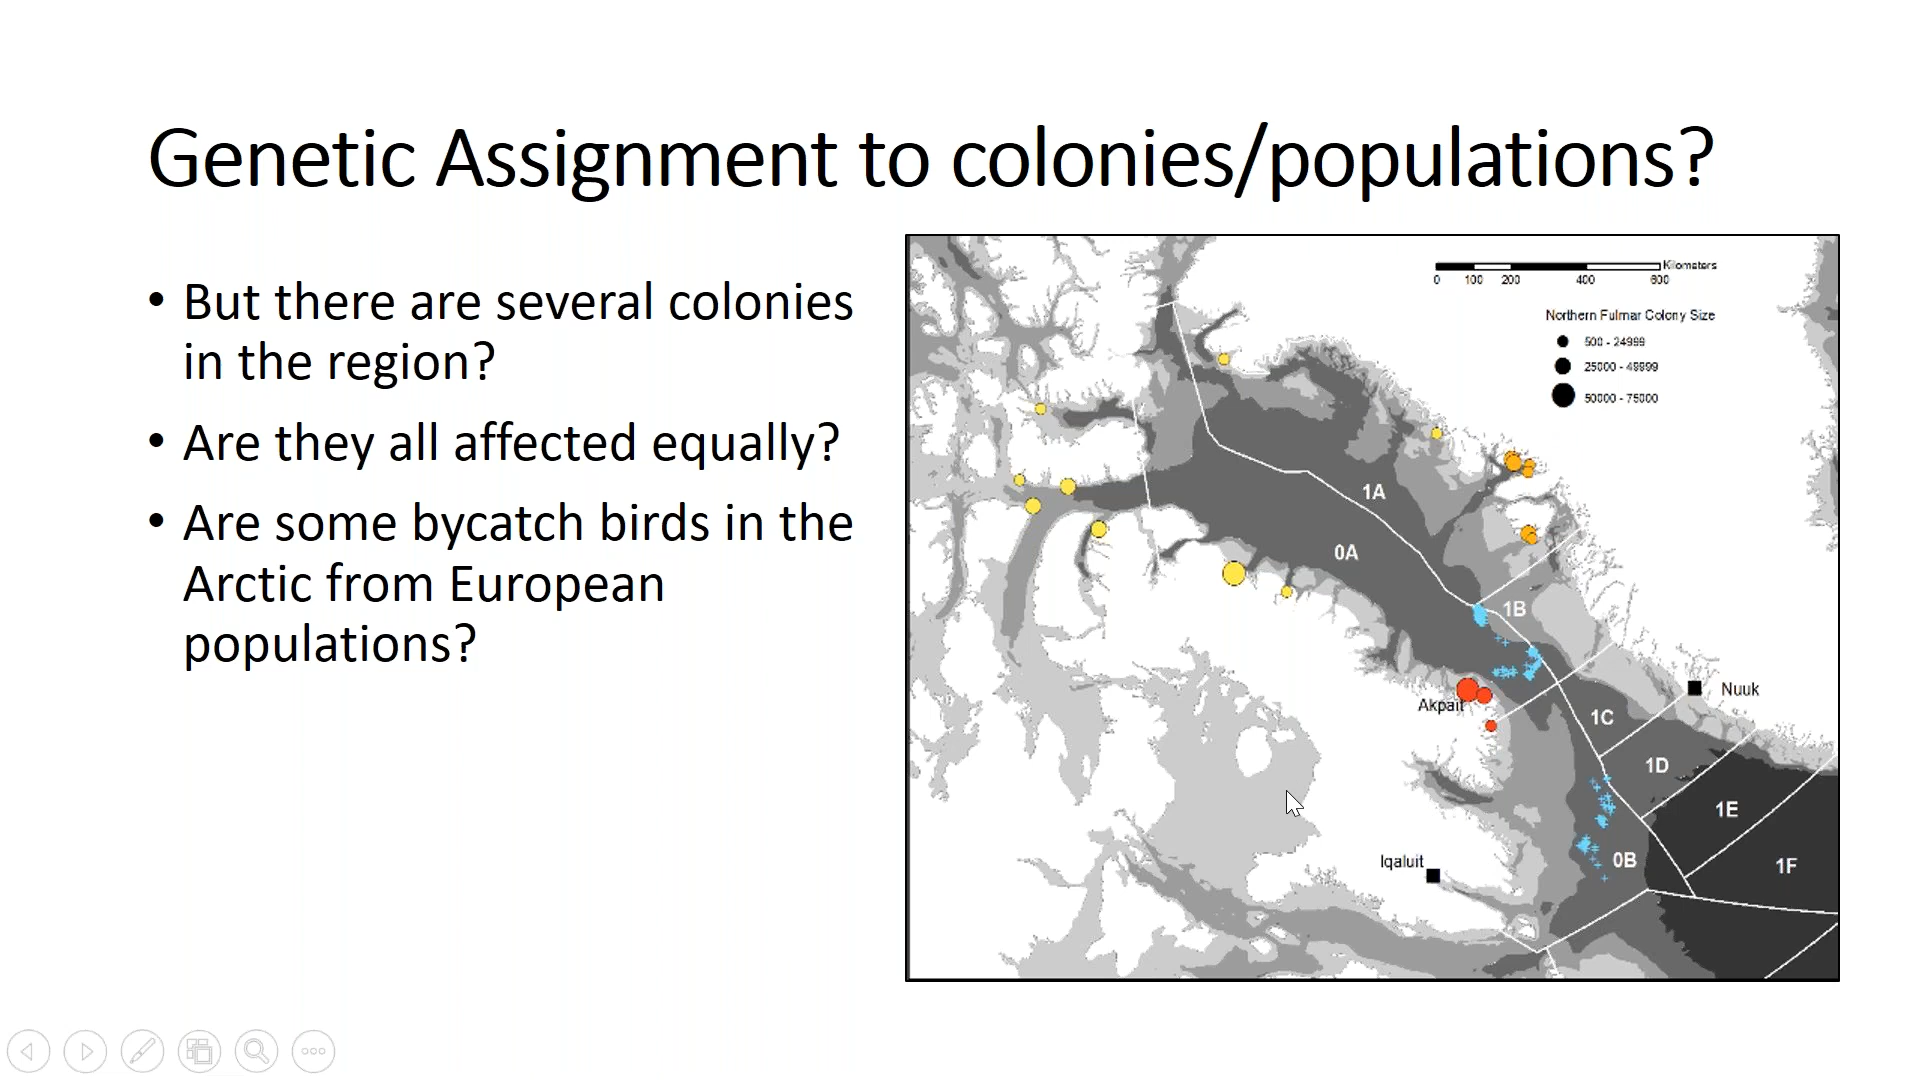 Genetic Assignment to colonies/populations?
• But there are several colonies
in the region?
• Are they all affected equally?
• Are some bycatch birds in the
Arctic from European
populations?
Kilometers
0 100 200 400 600
Northern Fulmar Colony Size
500 - 24999
25000 - 49999
50000 - 75000
1A
0A
1B
Nuuk
Akpait
1C
1D
1E
Iqaluit
0B
1F